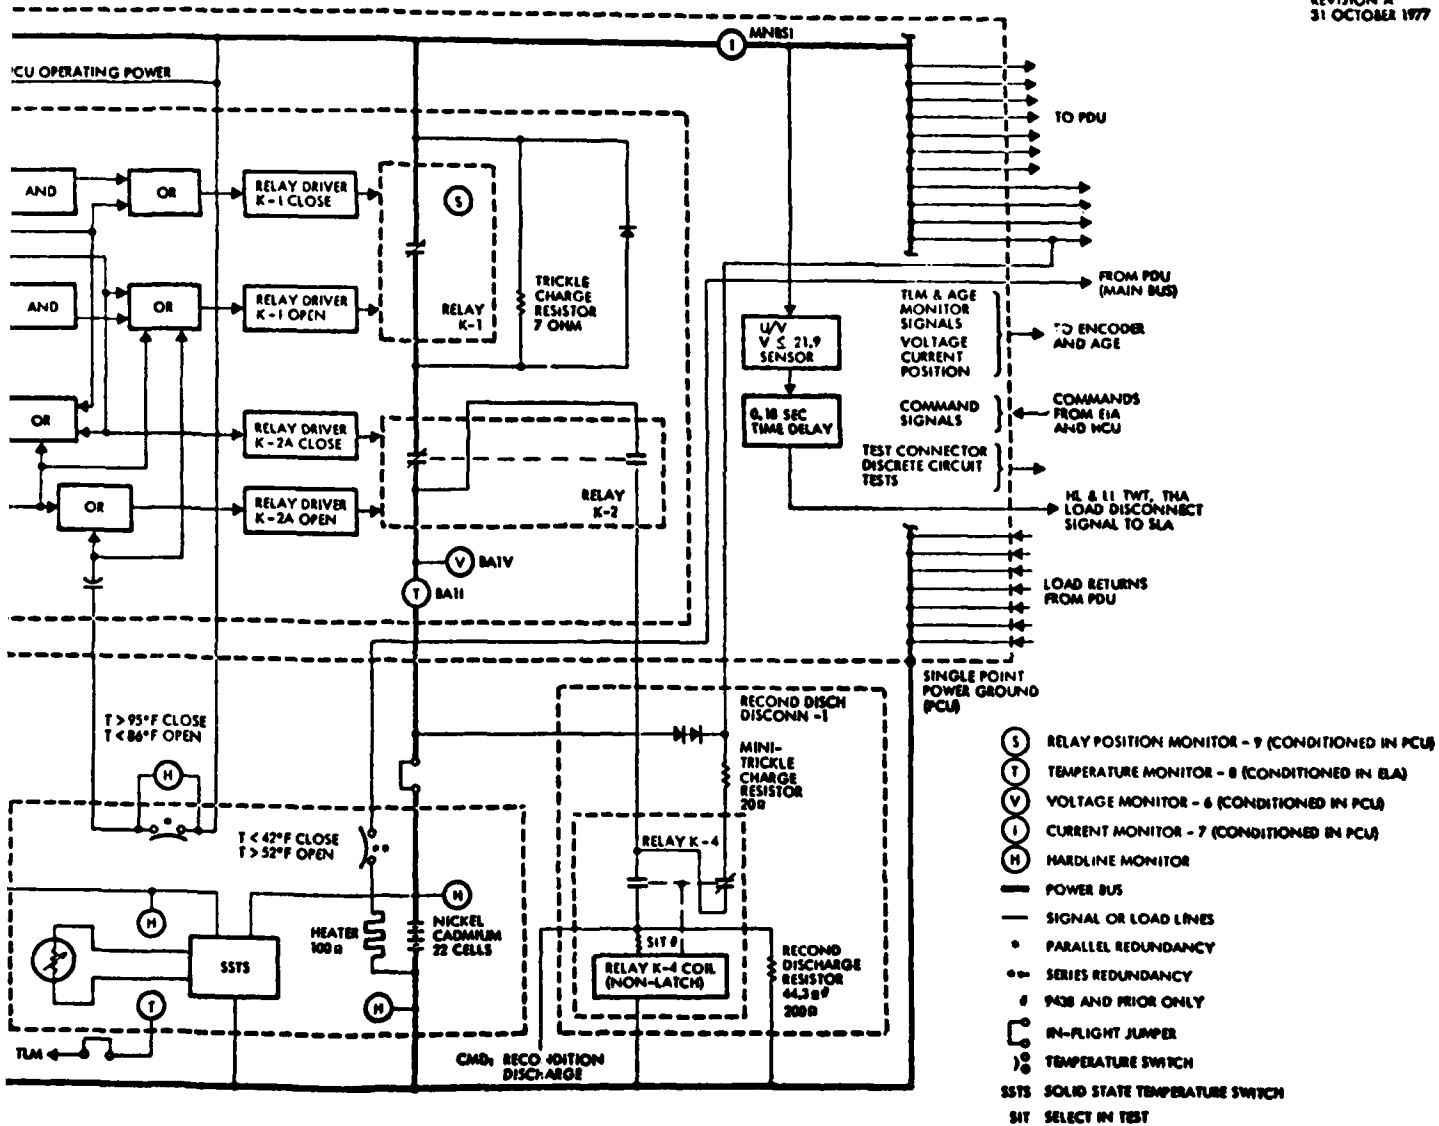 REVISION A
31 OCTOBER 1977
MNBS1
PCU OPERATING POWER
TO PDU
AND
OR
RELAY DRIVER
K-1 CLOSE
S
TRICKLE
CHARGE
RESISTOR
7 OHM
RELAY
K-1
AND
OR
RELAY DRIVER
K-1 OPEN
FROM PDU
(MAIN BUS)
TLM & AGE
MONITOR
SIGNALS
VOLTAGE
CURRENT
POSITION
TO ENCODER
AND AGE
U/V
V ≤ 21.9
SENSOR
0.18 SEC
TIME DELAY
COMMAND
SIGNALS
COMMANDS
FROM EIA
AND HCU
OR
RELAY DRIVER
K-2A CLOSE
TEST CONNECTOR
DISCRETE CIRCUIT
TESTS
OR
RELAY DRIVER
K-2A OPEN
RELAY
K-2
HL & LL TWT, THA
LOAD DISCONNECT
SIGNAL TO SLA
V BA1V
T BA1I
LOAD RETURNS
FROM PDU
SINGLE POINT
POWER GROUND
(PCU)
T > 95°F CLOSE
T < 86°F OPEN
H
RECOND DISCH
DISCONN -1
MINI-
TRICKLE
CHARGE
RESISTOR
20Ω
T < 42°F CLOSE
T > 52°F OPEN
RELAY K-4
H
H
HEATER
100 Ω
NICKEL
CADMIUM
22 CELLS
SSTS
SIT #
RELAY K-4 COIL
(NON-LATCH)
RECOND
DISCHARGE
RESISTOR
44.3 Ω#
200Ω
T
H
TLM
CMD: RECONDITION
DISCHARGE
S RELAY POSITION MONITOR - 9 (CONDITIONED IN PCU)
T TEMPERATURE MONITOR - 8 (CONDITIONED IN ELA)
V VOLTAGE MONITOR - 6 (CONDITIONED IN PCU)
I CURRENT MONITOR - 7 (CONDITIONED IN PCU)
H HARDLINE MONITOR
POWER BUS
SIGNAL OR LOAD LINES
* PARALLEL REDUNDANCY
** SERIES REDUNDANCY
# 9438 AND PRIOR ONLY
IN-FLIGHT JUMPER
TEMPERATURE SWITCH
SSTS SOLID STATE TEMPERATURE SWITCH
SIT SELECT IN TEST